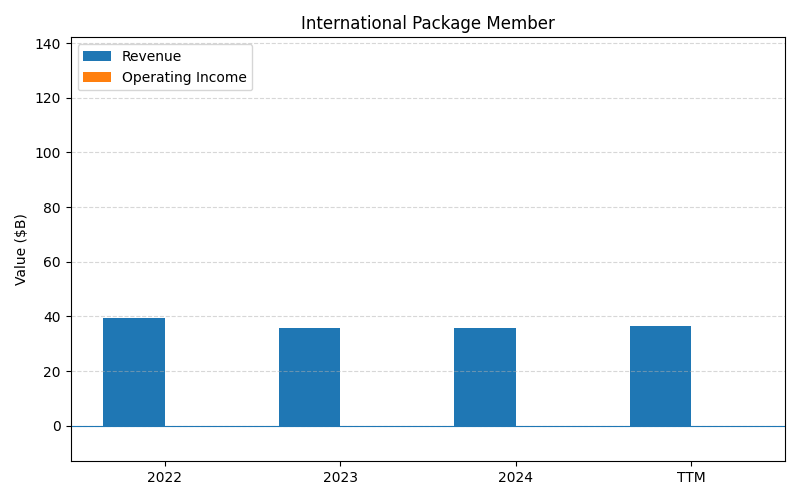 International Package Member
Revenue
Operating Income
Value ($B)
140
120
100
80
60
40
20
0
2022
2023
2024
TTM